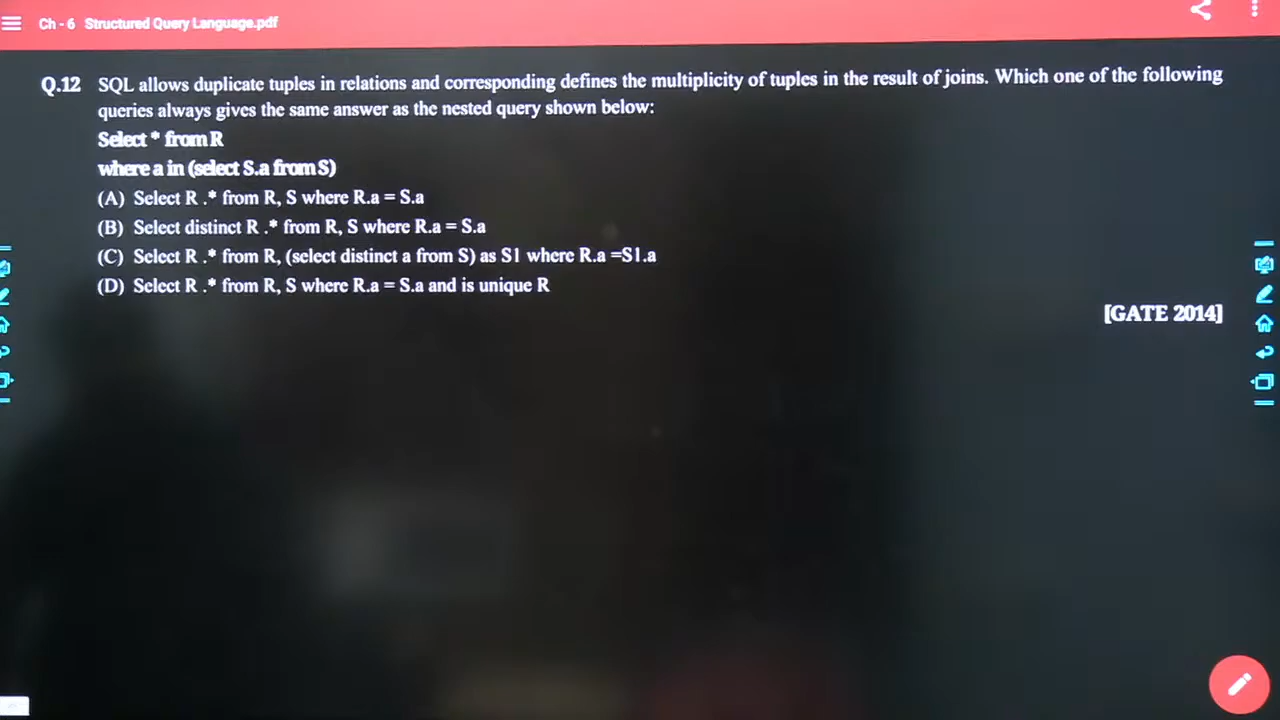 Ch - 6 Structured Query Language.pdf
Q.12 SQL allows duplicate tuples in relations and corresponding defines the multiplicity of tuples in the result of joins. Which one of the following
queries always gives the same answer as the nested query shown below:
Select * from R
where a in (select S.a from S)
(A) Select R .* from R, S where R.a = S.a
(B) Select distinct R .* from R, S where R.a = S.a
(C) Select R .* from R, (select distinct a from S) as S1 where R.a =S1.a
(D) Select R .* from R, S where R.a = S.a and is unique R
[GATE 2014]